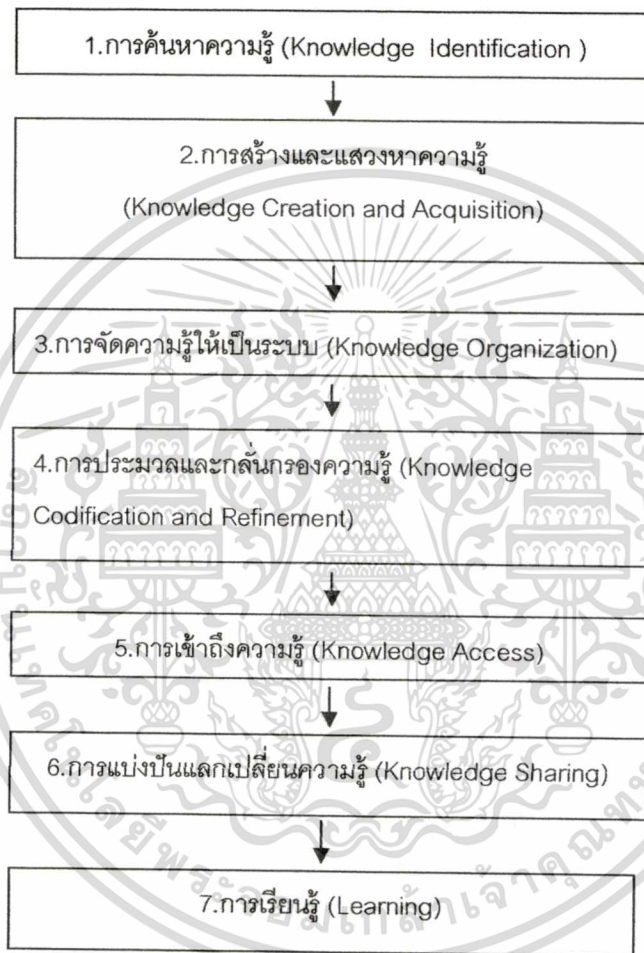 1.การค้นหาความรู้ (Knowledge Identification )
2.การสร้างและแสวงหาความรู้
(Knowledge Creation and Acquisition)
3.การจัดความรู้ให้เป็นระบบ (Knowledge Organization)
4.การประมวลและกลั่นกรองความรู้ (Knowledge
Codification and Refinement)
5.การเข้าถึงความรู้ (Knowledge Access)
6.การแบ่งปันแลกเปลี่ยนความรู้ (Knowledge Sharing)
7.การเรียนรู้ (Learning)